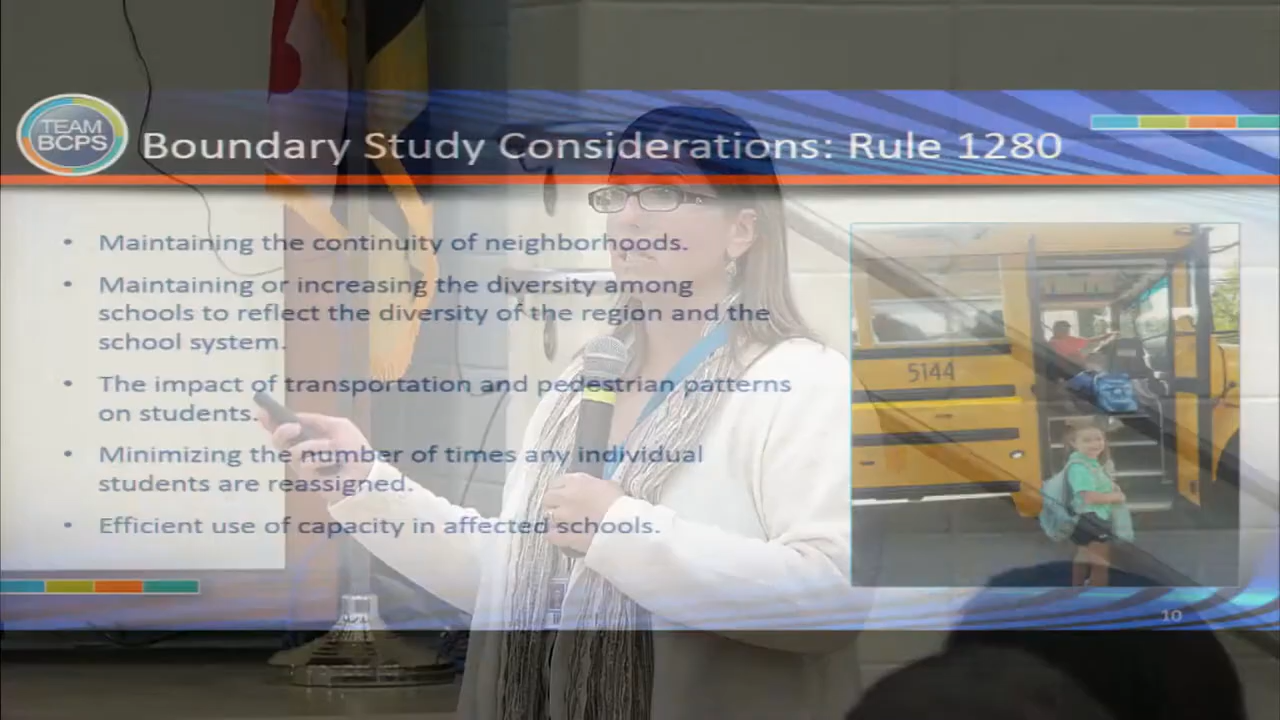 TEAM
BCPS
Boundary Study Considerations: Rule 1280
• Maintaining the continuity of neighborhoods.
• Maintaining or increasing the diversity among
schools to reflect the diversity of the region and the
school system.
• The impact of transportation and pedestrian patterns
on students.
• Minimizing the number of times any individual
students are reassigned.
• Efficient use of capacity in affected schools.
5144
10